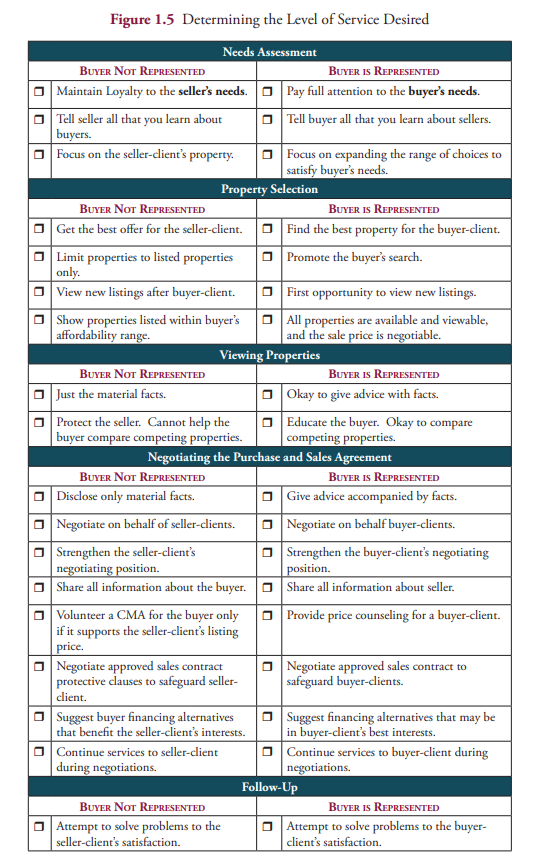 Figure 1.5 Determining the Level of Service Desired
Needs Assessment
Buyer Not Represented
Buyer is Represented
Maintain Loyalty to the seller's needs.
Pay full attention to the buyer's needs.
Tell seller all that you learn about
buyers.
Tell buyer all that you learn about sellers.
Focus on the seller-client's property.
Focus on expanding the range of choices to
satisfy buyer's needs.
Property Selection
Buyer Not Represented
Buyer is Represented
Get the best offer for the seller-client.
Find the best property for the buyer-client.
Limit properties to listed properties
only.
Promote the buyer's search.
View new listings after buyer-client.
First opportunity to view new listings.
Show properties listed within buyer's
affordability range.
All properties are available and viewable,
and the sale price is negotiable.
Viewing Properties
Buyer Not Represented
Buyer is Represented
Just the material facts.
Okay to give advice with facts.
Protect the seller. Cannot help the
buyer compare competing properties.
Educate the buyer. Okay to compare
competing properties.
Negotiating the Purchase and Sales Agreement
Buyer Not Represented
Buyer is Represented
Disclose only material facts.
Give advice accompanied by facts.
Negotiate on behalf of seller-clients.
Negotiate on behalf buyer-clients.
Strengthen the seller-client's
negotiating position.
Strengthen the buyer-client's negotiating
position.
Share all information about the buyer.
Share all information about seller.
Volunteer a CMA for the buyer only
if it supports the seller-client's listing
price.
Provide price counseling for a buyer-client.
Negotiate approved sales contract
protective clauses to safeguard seller-
client.
Negotiate approved sales contract to
safeguard buyer-clients.
Suggest buyer financing alternatives
that benefit the seller-client's interests.
Suggest financing alternatives that may be
in buyer-client's best interests.
Continue services to seller-client
during negotiations.
Continue services to buyer-client during
negotiations.
Follow-Up
Buyer Not Represented
Buyer is Represented
Attempt to solve problems to the
seller-client's satisfaction.
Attempt to solve problems to the buyer-
client's satisfaction.